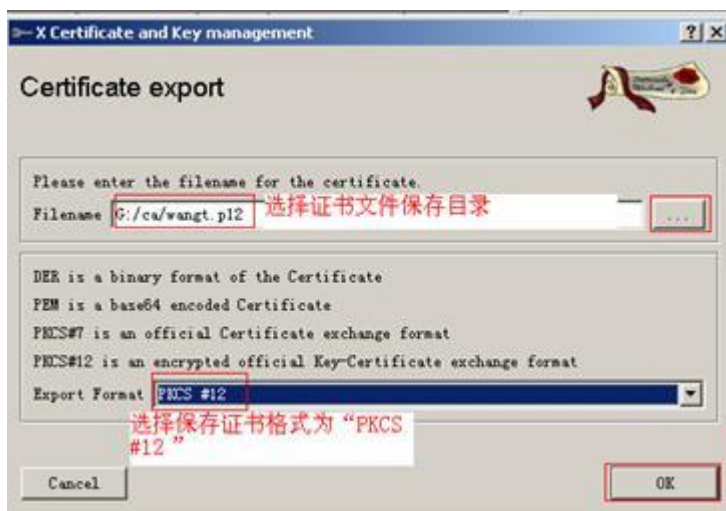 X Certificate and Key management
Certificate export
Please enter the filename for the certificate.
Filename G:/ca/wangt.p12 选择证书文件保存目录 ...
DER is a binary format of the Certificate
PEM is a base64 encoded Certificate
PKCS#7 is an official Certificate exchange format
PKCS#12 is an encrypted official Key-Certificate exchange format
Export Format PKCS #12
选择保存证书格式为“PKCS
#12 ”
Cancel OK